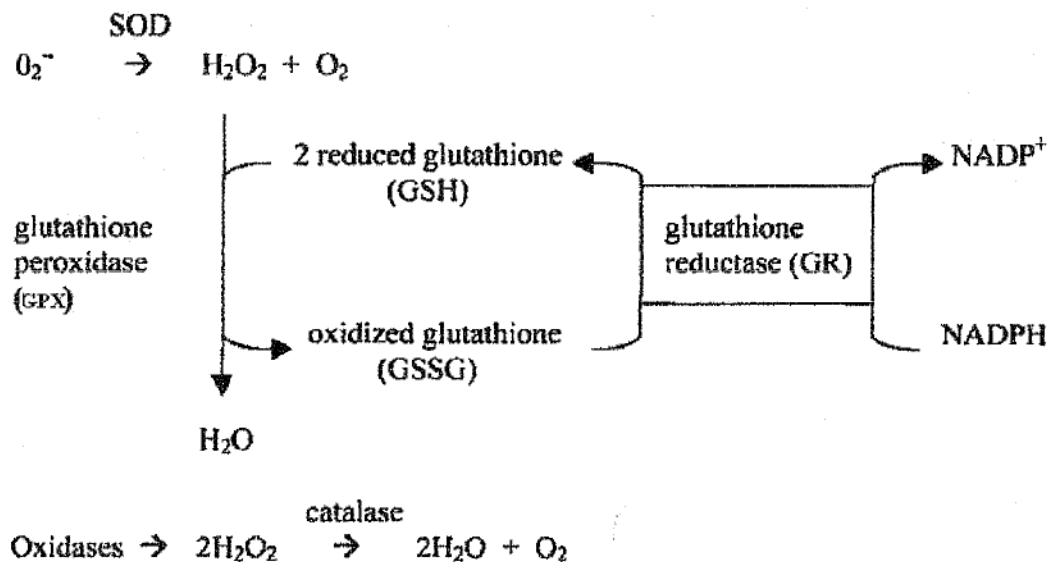 SOD
0₂⁻· → H₂O₂ + O₂
2 reduced glutathione
(GSH)
NADP⁺
glutathione
peroxidase
(GPX)
glutathione
reductase (GR)
oxidized glutathione
(GSSG)
NADPH
H₂O
catalase
Oxidases → 2H₂O₂ → 2H₂O + O₂